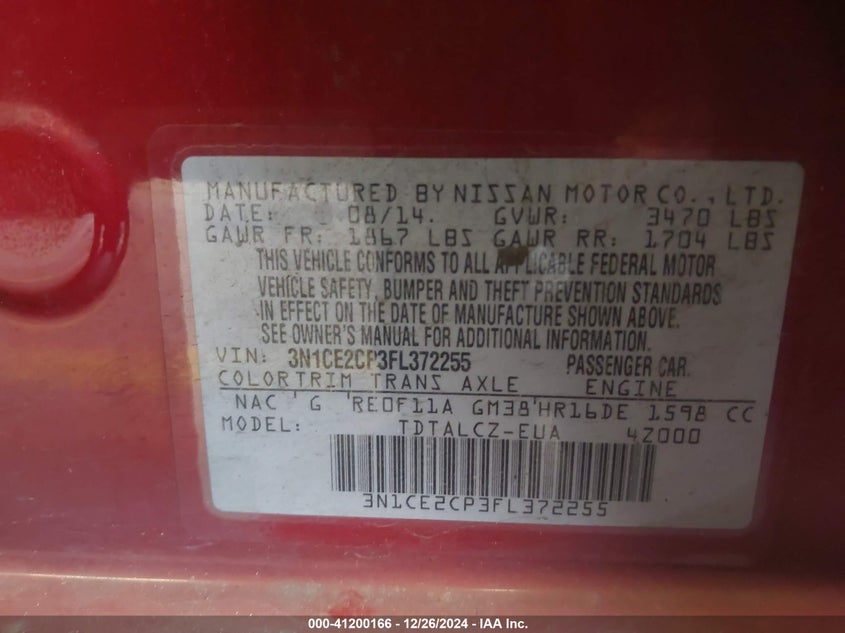 MANUFACTURED BY NISSAN MOTOR CO., LTD.
DATE: 08/14. GVWR: 3470 LBS
GAWR FR: 1867 LBS GAWR RR: 1704 LBS
THIS VEHICLE CONFORMS TO ALL APPLICABLE FEDERAL MOTOR
VEHICLE SAFETY, BUMPER AND THEFT PREVENTION STANDARDS
IN EFFECT ON THE DATE OF MANUFACTURE SHOWN ABOVE.
SEE OWNER'S MANUAL FOR ADDITIONAL INFORMATION.
VIN: 3N1CE2CP3FL372255 PASSENGER CAR.
COLORTRIM TRANS AXLE ENGINE
NAC ' G 'RE0F11A GM38'HR16DE 1598 CC
MODEL: TDTALCZ-EUA 4Z000
3N1CE2CP3FL372255
000-41200166 - 12/26/2024 - IAA Inc.